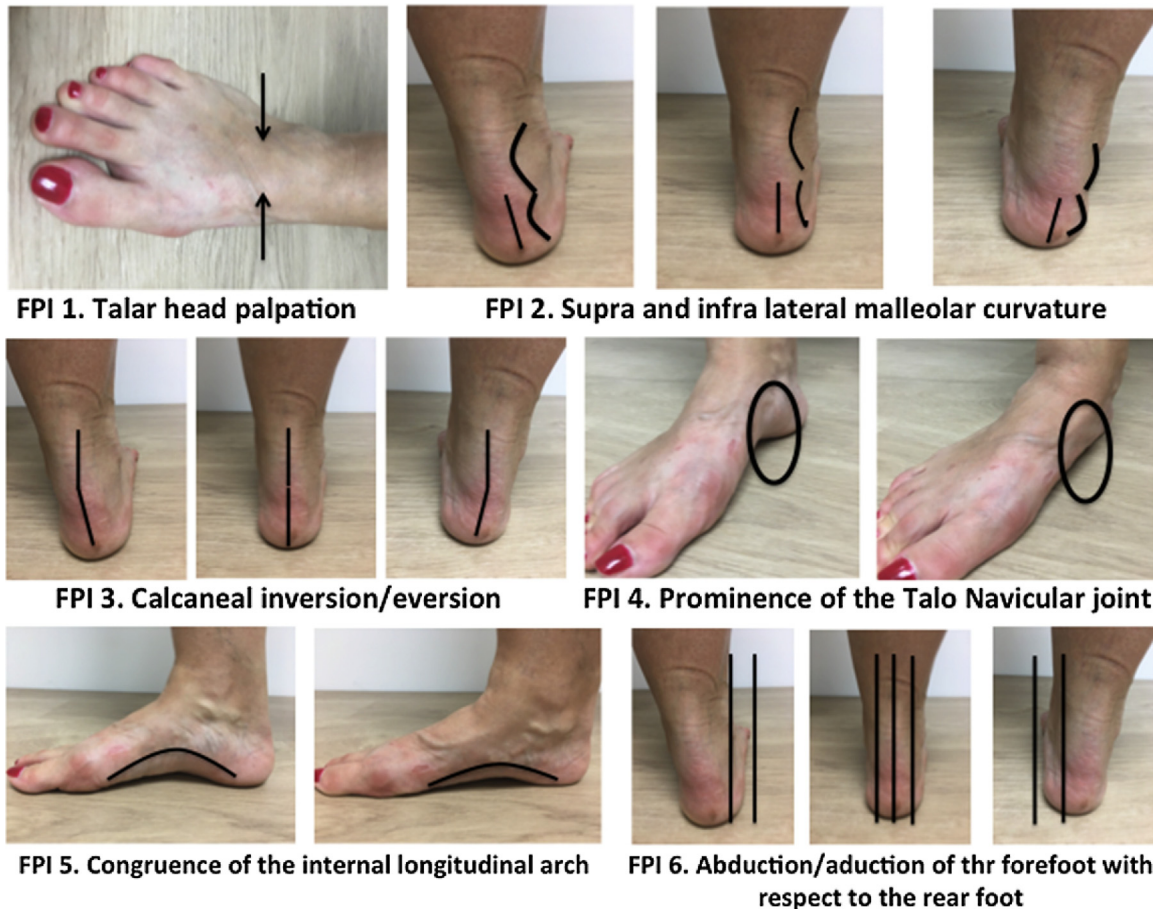 FPI 1. Talar head palpation
FPI 2. Supra and infra lateral malleolar curvature
FPI 3. Calcaneal inversion/eversion
FPI 4. Prominence of the Talo Navicular joint
FPI 5. Congruence of the internal longitudinal arch
FPI 6. Abduction/aduction of thr forefoot with
respect to the rear foot